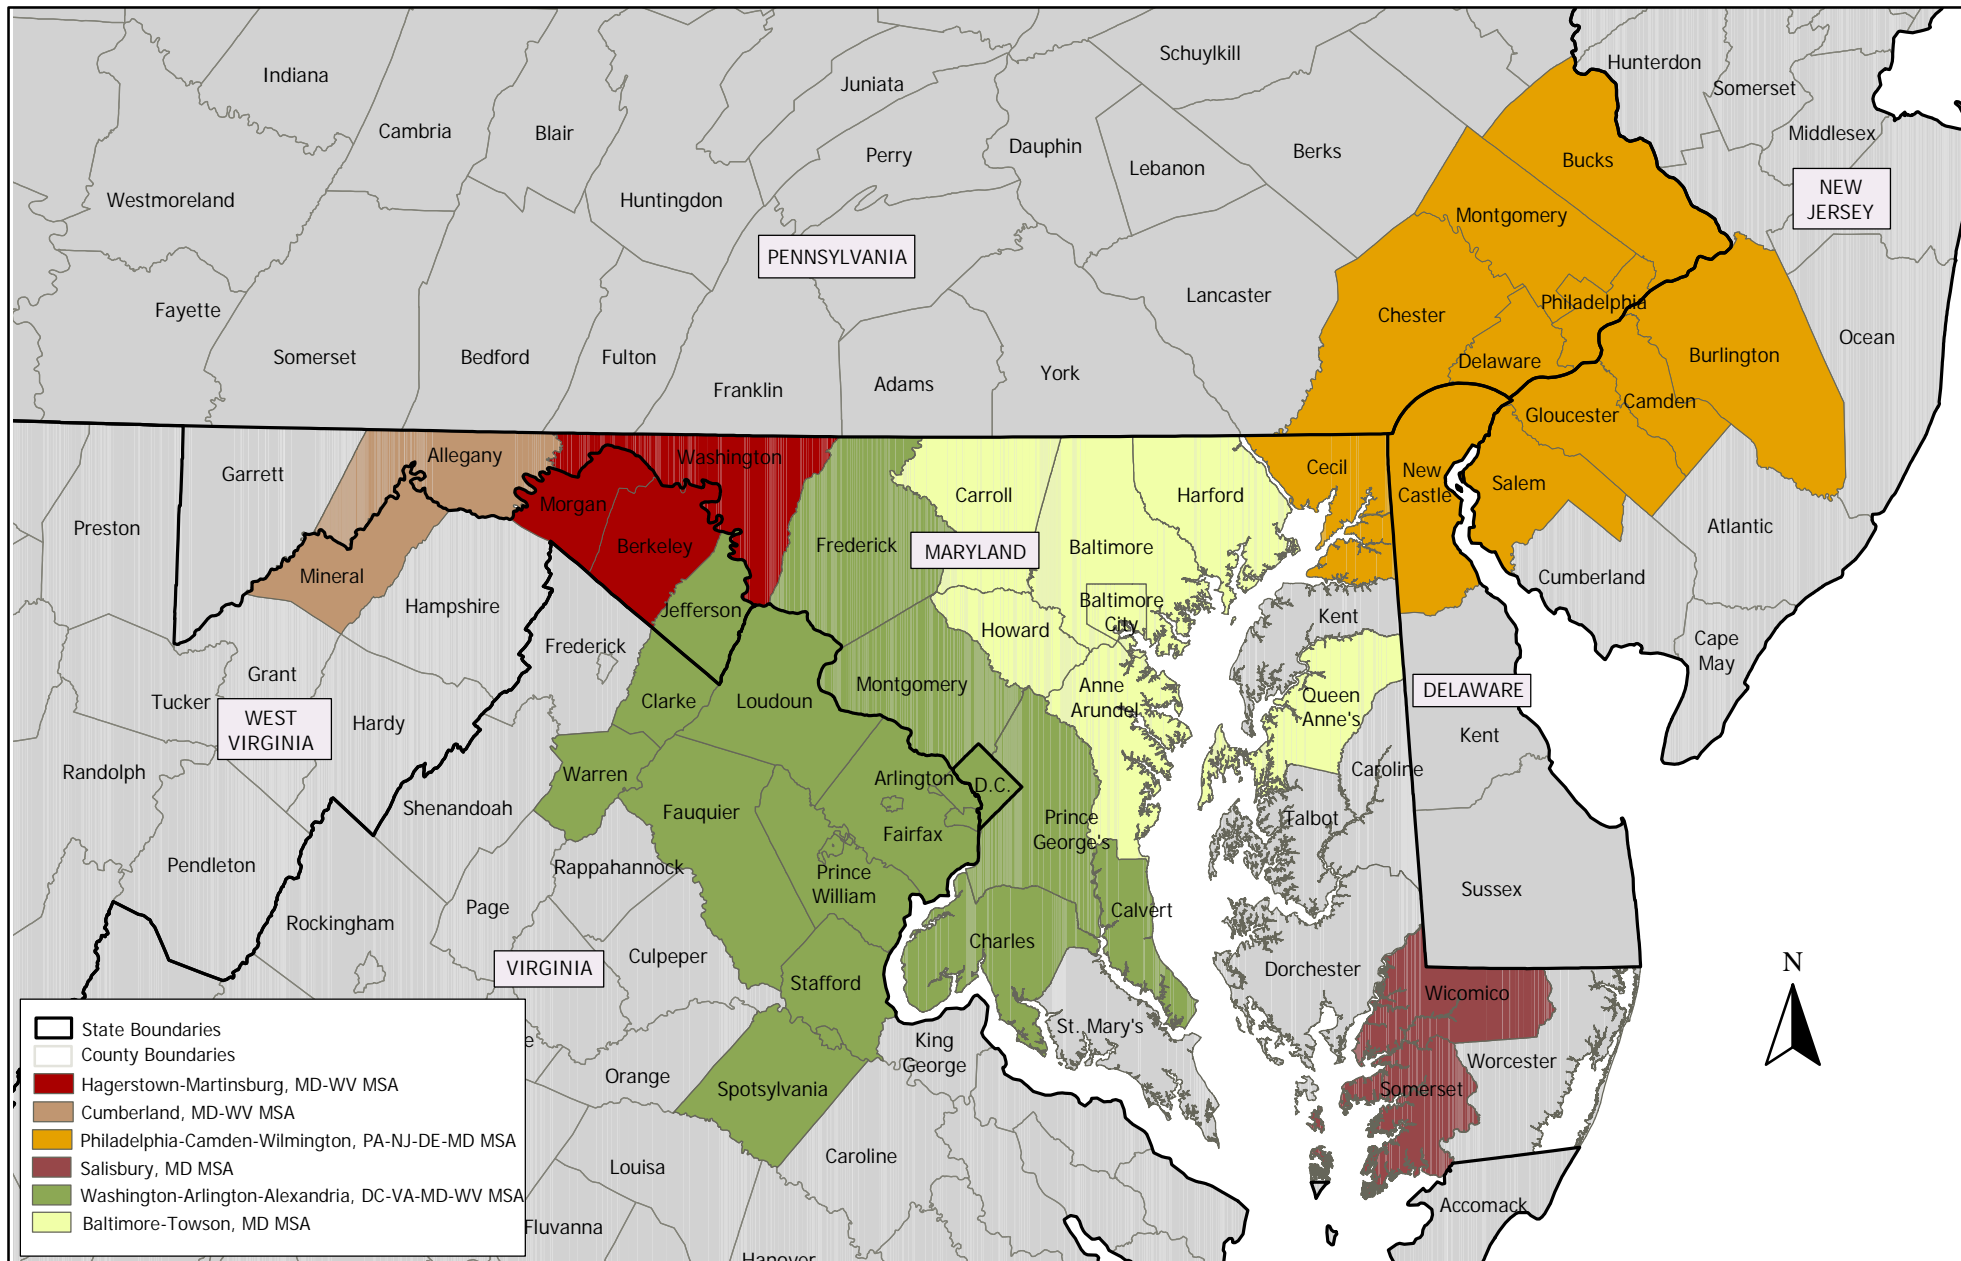 Schuylkill
Hunterdon
Indiana
Juniata
Somerset
Cambria
Blair
Middlesex
Perry
Dauphin
Berks
Bucks
Lebanon
Westmoreland
Huntingdon
NEW
JERSEY
Montgomery
PENNSYLVANIA
Lancaster
Fayette
Philadelphia
Chester
Ocean
Somerset
Bedford
Fulton
Burlington
Delaware
York
Adams
Franklin
Camden
Gloucester
Allegany
Washington
Garrett
Cecil
New
Castle
Salem
Carroll
Harford
Morgan
Preston
Atlantic
Berkeley
Frederick
MARYLAND
Baltimore
Mineral
Cumberland
Hampshire
Jefferson
Baltimore
City
Kent
Howard
Frederick
Cape
May
Grant
Tucker
Clarke
Loudoun
Montgomery
Anne
Arundel
Queen
Anne's
DELAWARE
WEST
VIRGINIA
Hardy
Kent
Randolph
Warren
Arlington
D.C.
Caroline
Shenandoah
Fauquier
Fairfax
Prince
George's
Talbot
Pendleton
Rappahannock
Prince
William
Sussex
Page
Rockingham
Calvert
Charles
Culpeper
VIRGINIA
Dorchester
Stafford
Wicomico
N
St. Mary's
King
George
Worcester
e
Orange
Spotsylvania
Somerset
Caroline
Louisa
Accomack
Fluvanna
Hanover
State Boundaries
County Boundaries
Hagerstown-Martinsburg, MD-WV MSA
Cumberland, MD-WV MSA
Philadelphia-Camden-Wilmington, PA-NJ-DE-MD MSA
Salisbury, MD MSA
Washington-Arlington-Alexandria, DC-VA-MD-WV MSA
Baltimore-Towson, MD MSA